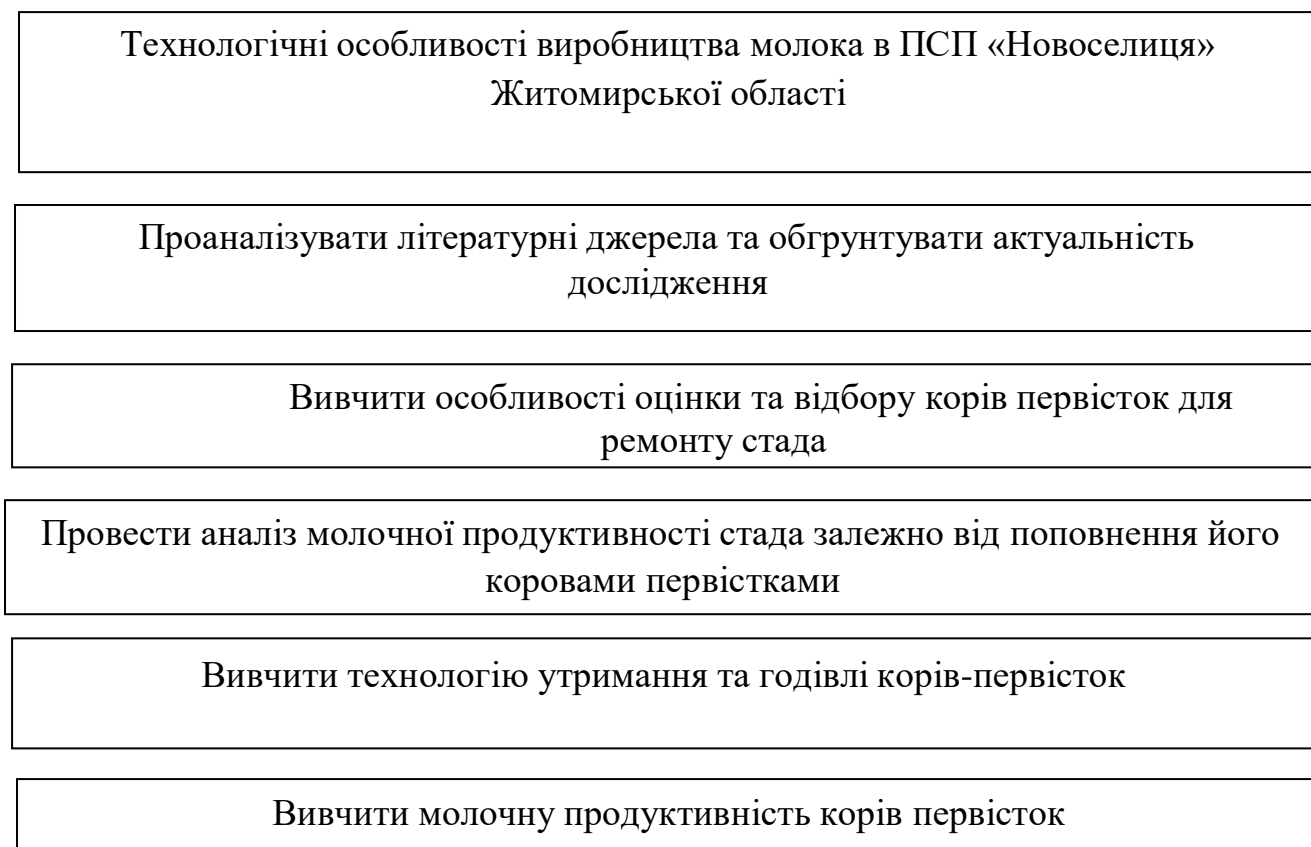 Технологічні особливості виробництва молока в ПСП «Новоселиця»
Житомирської області
Проаналізувати літературні джерела та обгрунтувати актуальність
дослідження
Вивчити особливості оцінки та відбору корів первісток для
ремонту стада
Провести аналіз молочної продуктивності стада залежно від поповнення його
коровами первістками
Вивчити технологію утримання та годівлі корів-первісток
Вивчити молочну продуктивність корів первісток